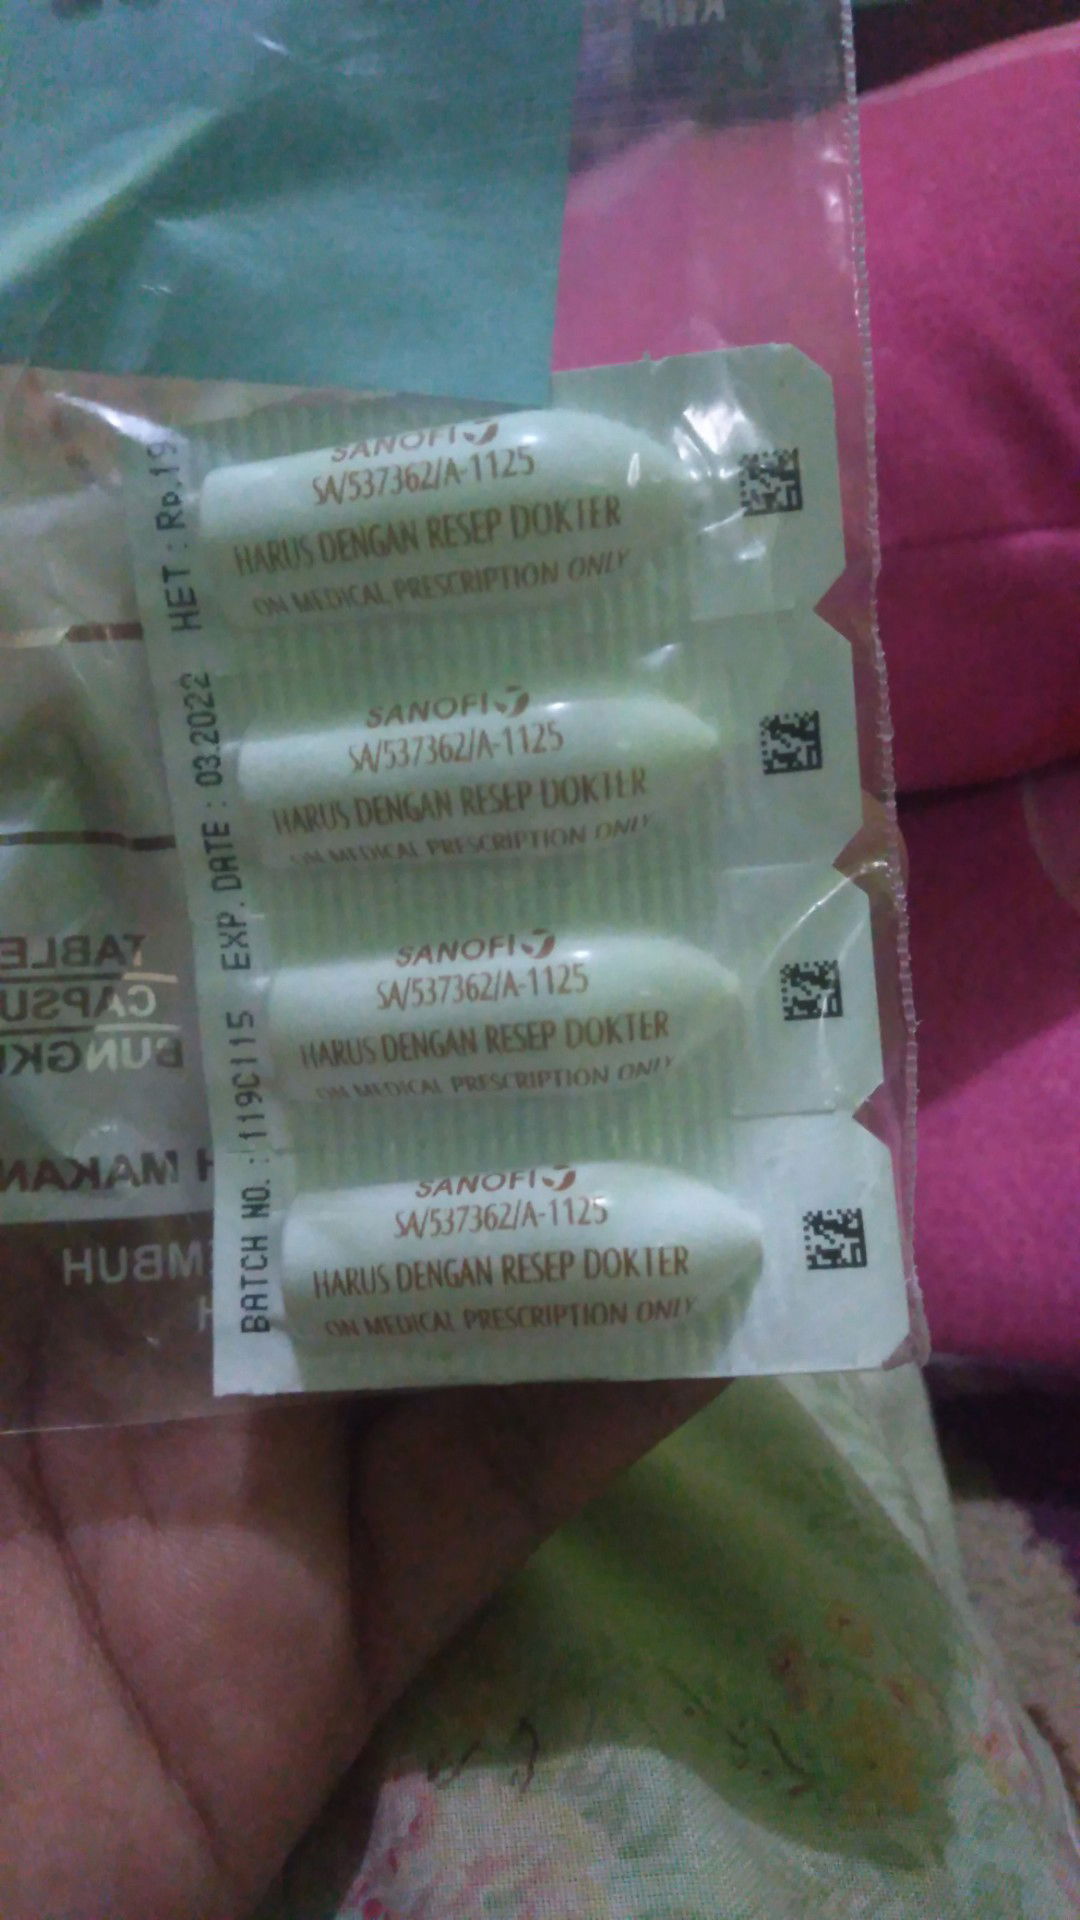 SANOFI
SA/537362/A-1125
HARUS DENGAN RESEP DOKTER
ON MEDICAL PRESCRIPTION ONLY
SANOFI
SA/537362/A-1125
HARUS DENGAN RESEP DOKTER
ON MEDICAL PRESCRIPTION ONLY
SANOFI
SA/537362/A-1125
HARUS DENGAN RESEP DOKTER
ON MEDICAL PRESCRIPTION ONLY
SANOFI
SA/537362/A-1125
HARUS DENGAN RESEP DOKTER
ON MEDICAL PRESCRIPTION ONLY
BATCH NO. : 119C115 EXP. DATE : 03.2022 HET : Rp.19
TABLE
CAPSU
BUNGKU
H MAKAN
EMBUH
H